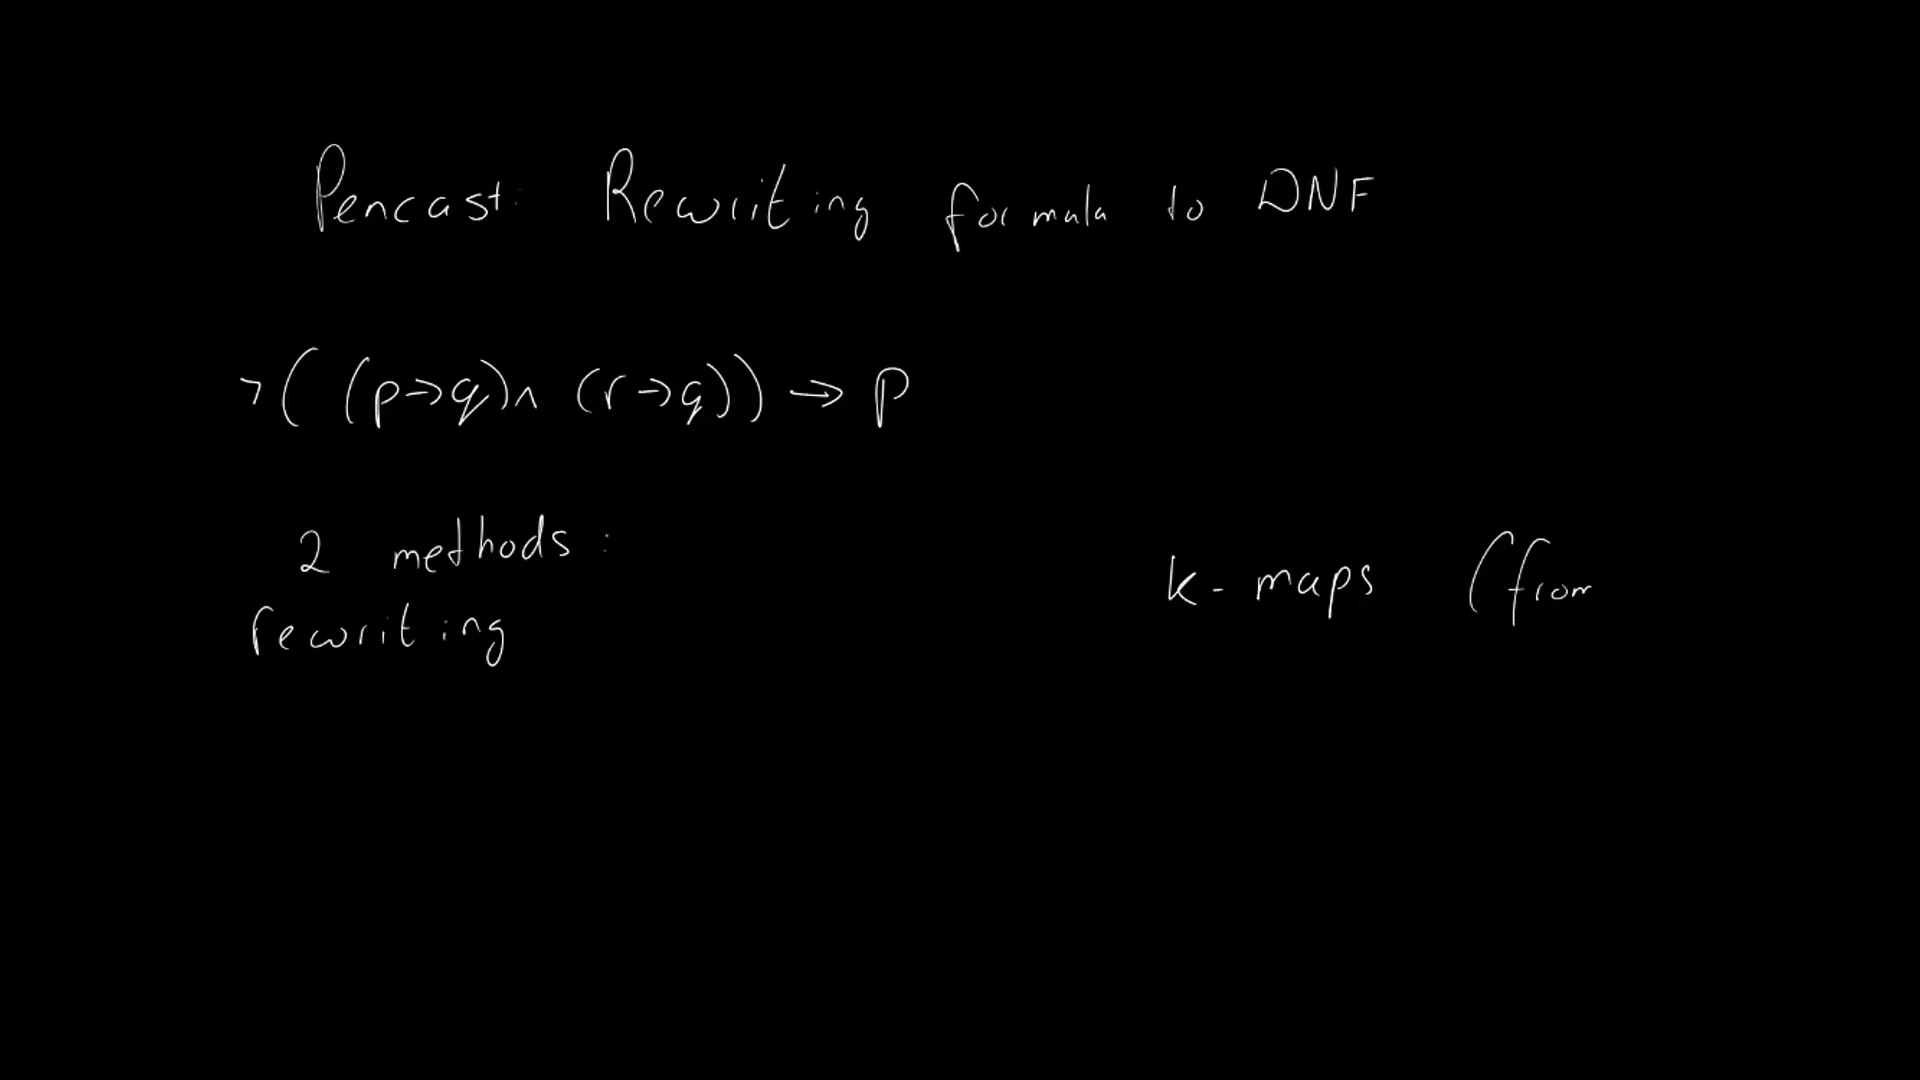 Pencast: Rewriting formula to DNF
¬((p→q)∧(r→q))→p
2 methods:
rewriting
k-maps (from